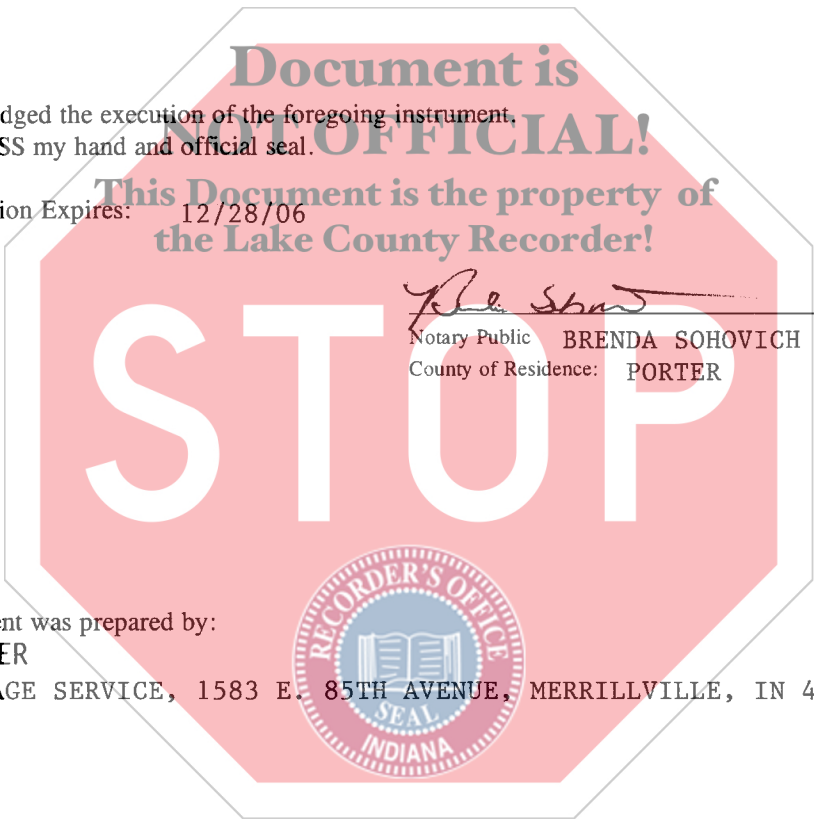 Document is
dged the execution of the foregoing instrument.
NOT OFFICIAL!
SS my hand and official seal.
This Document is the property of
ion Expires: 12/28/06
the Lake County Recorder!
Notary Public BRENDA SOHOVICH
County of Residence: PORTER
STOP
RECORDER'S OFFICE
ent was prepared by:
ER
AGE SERVICE, 1583 E. 85TH AVENUE, MERRILLVILLE, IN 4
SEAL
INDIANA